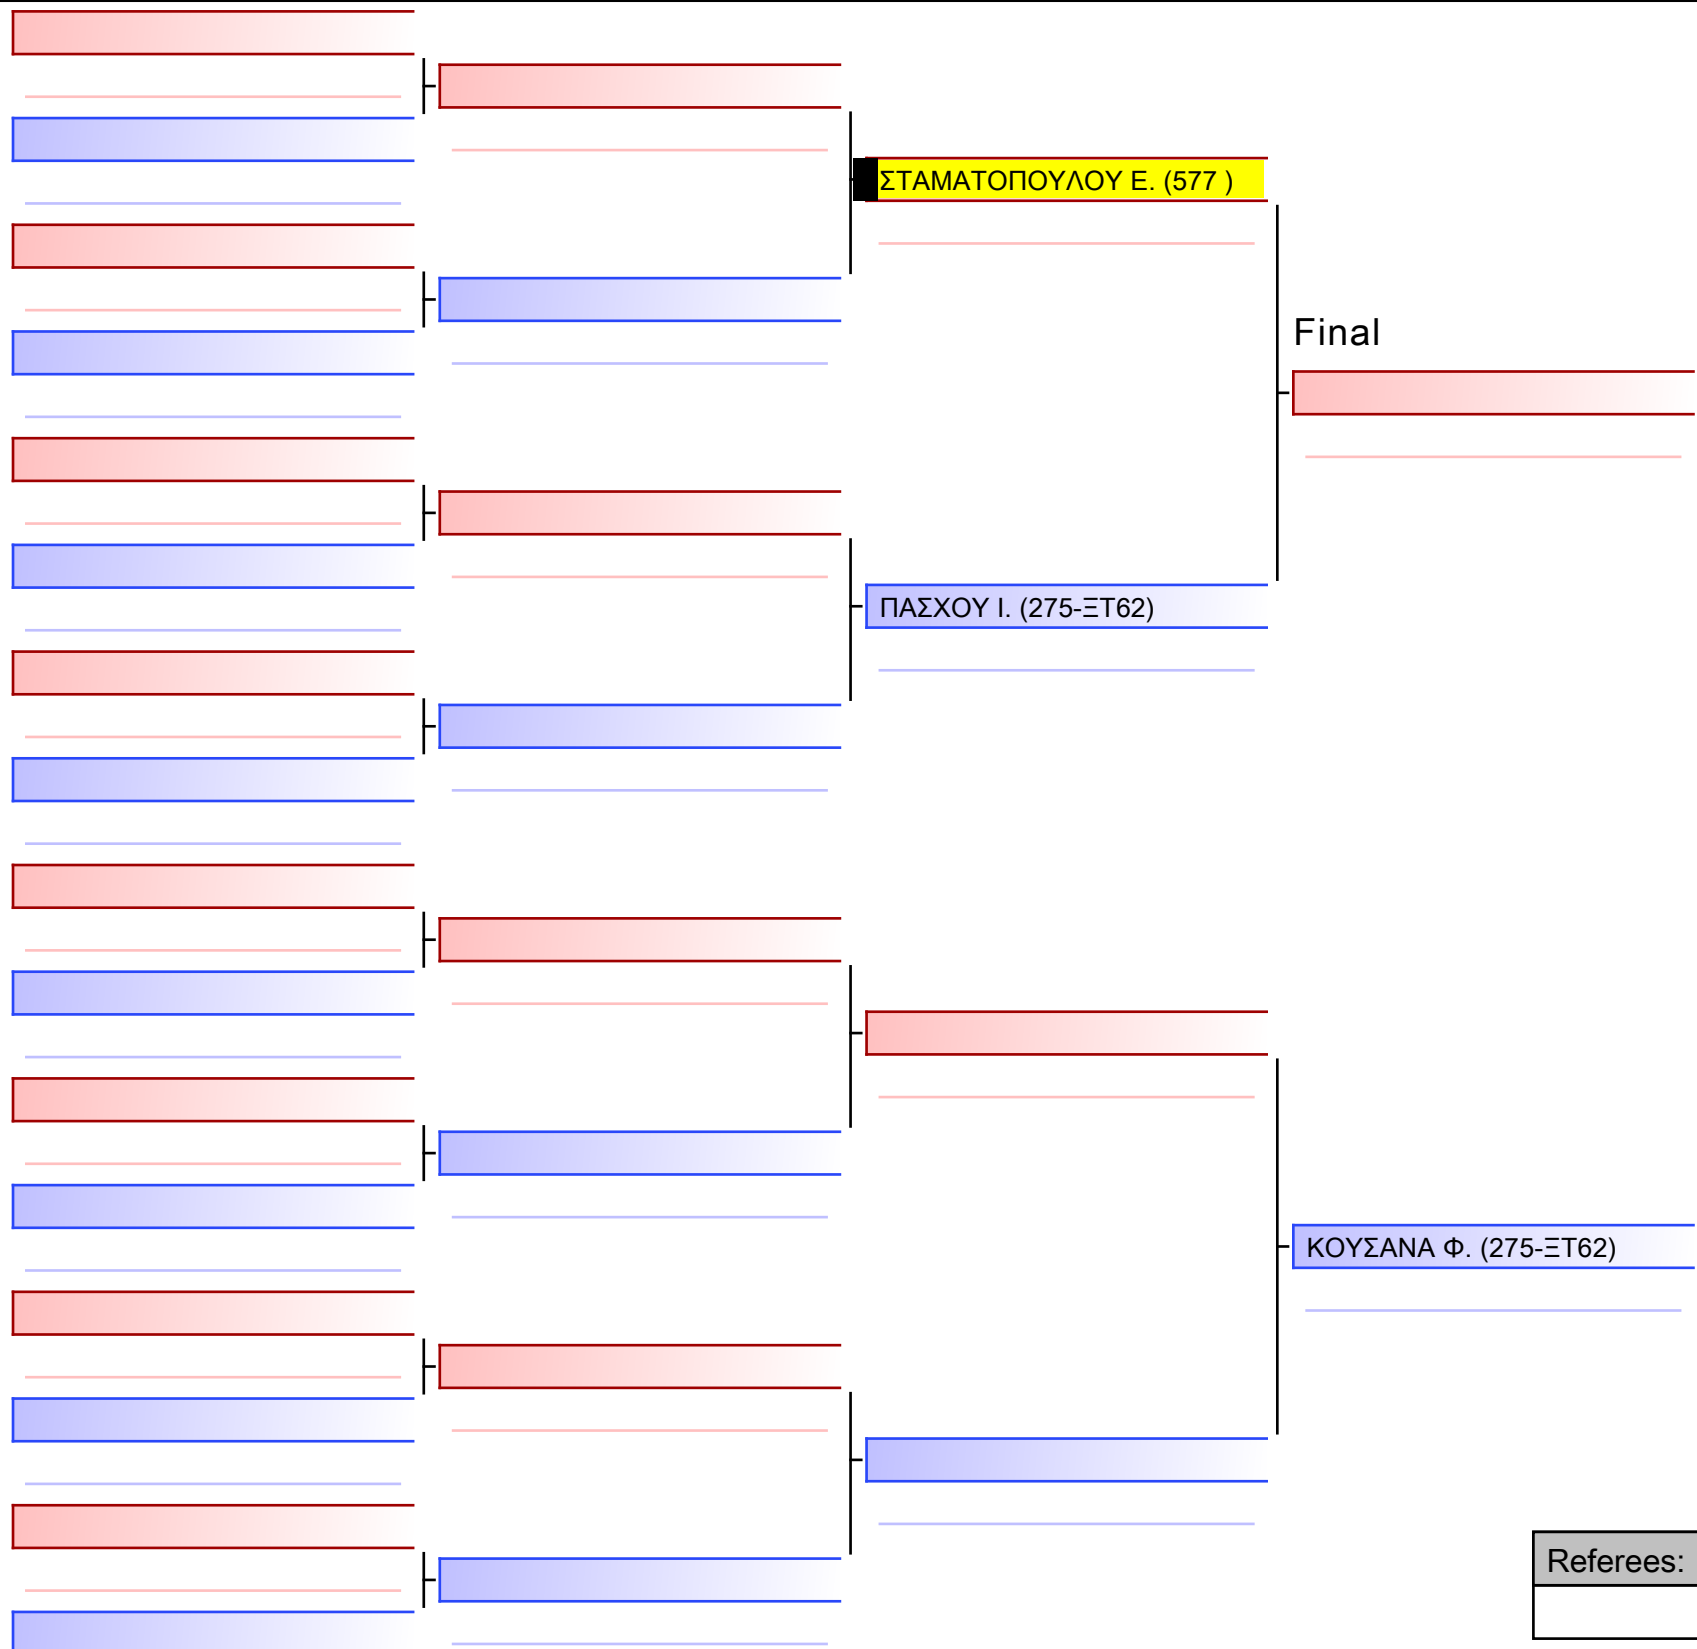 ΣΤΑΜΑΤΟΠΟΥΛΟΥ Ε. (577 )
Final
ΠΑΣΧΟΥ Ι. (275-ΞΤ62)
ΚΟΥΣΑΝΑ Φ. (275-ΞΤ62)
Referees: